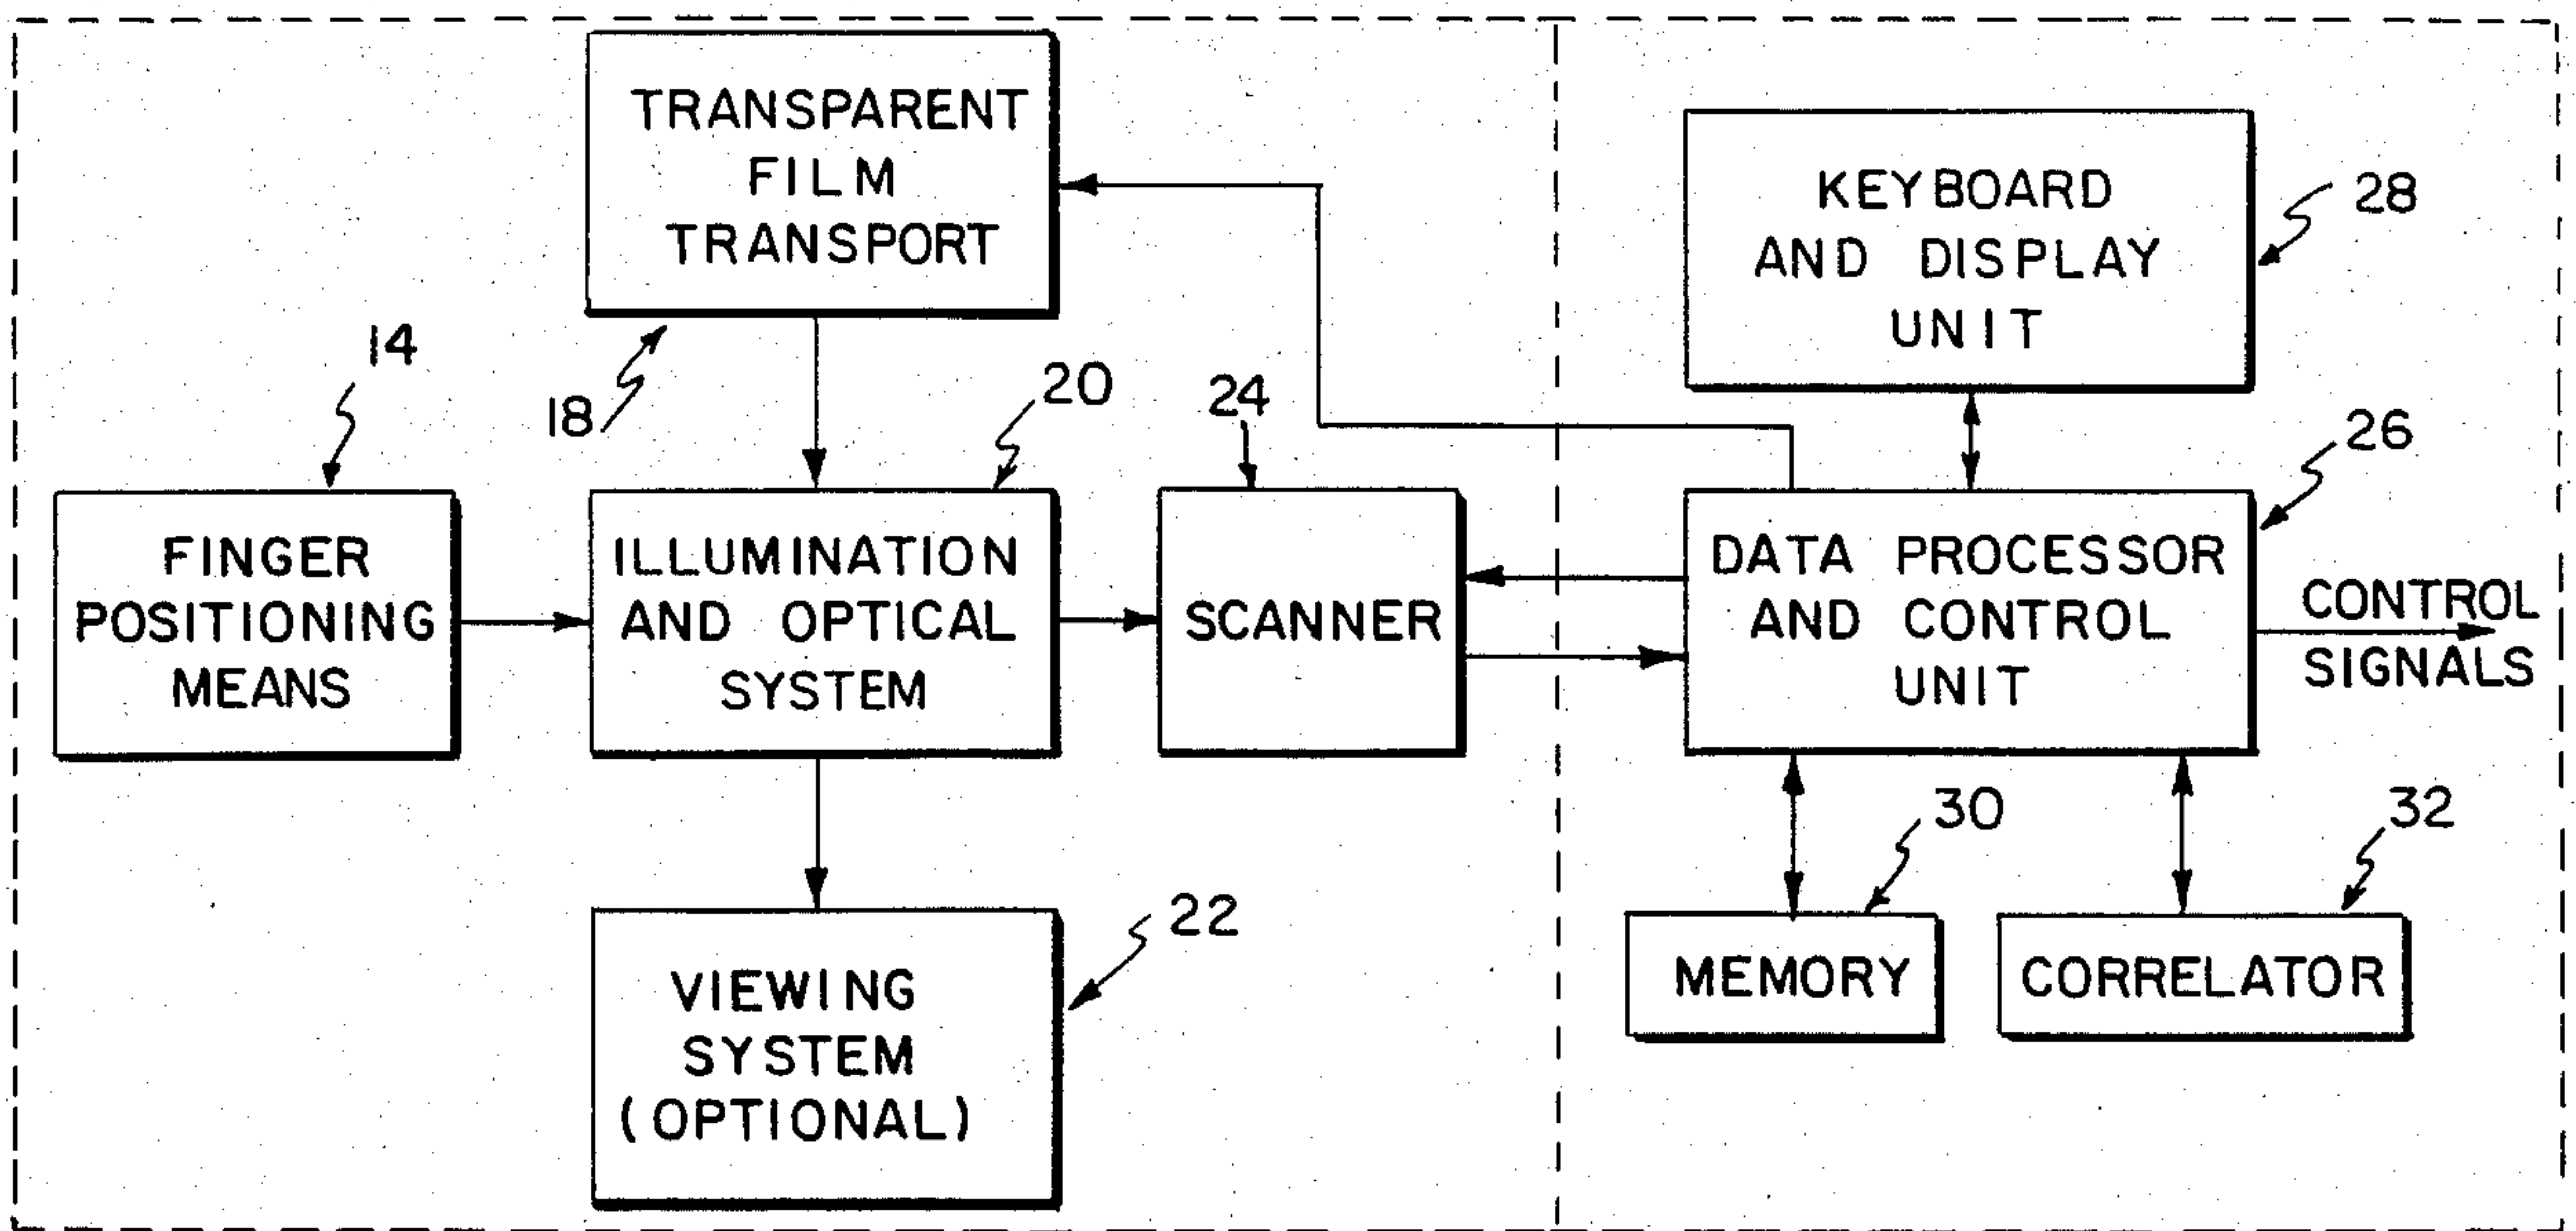 TRANSPARENT
FILM
TRANSPORT
18
KEYBOARD
AND DISPLAY
UNIT
28
14
FINGER
POSITIONING
MEANS
20
ILLUMINATION
AND OPTICAL
SYSTEM
24
SCANNER
26
DATA PROCESSOR
AND CONTROL
UNIT
CONTROL
SIGNALS
22
VIEWING
SYSTEM
(OPTIONAL)
30
MEMORY
32
CORRELATOR